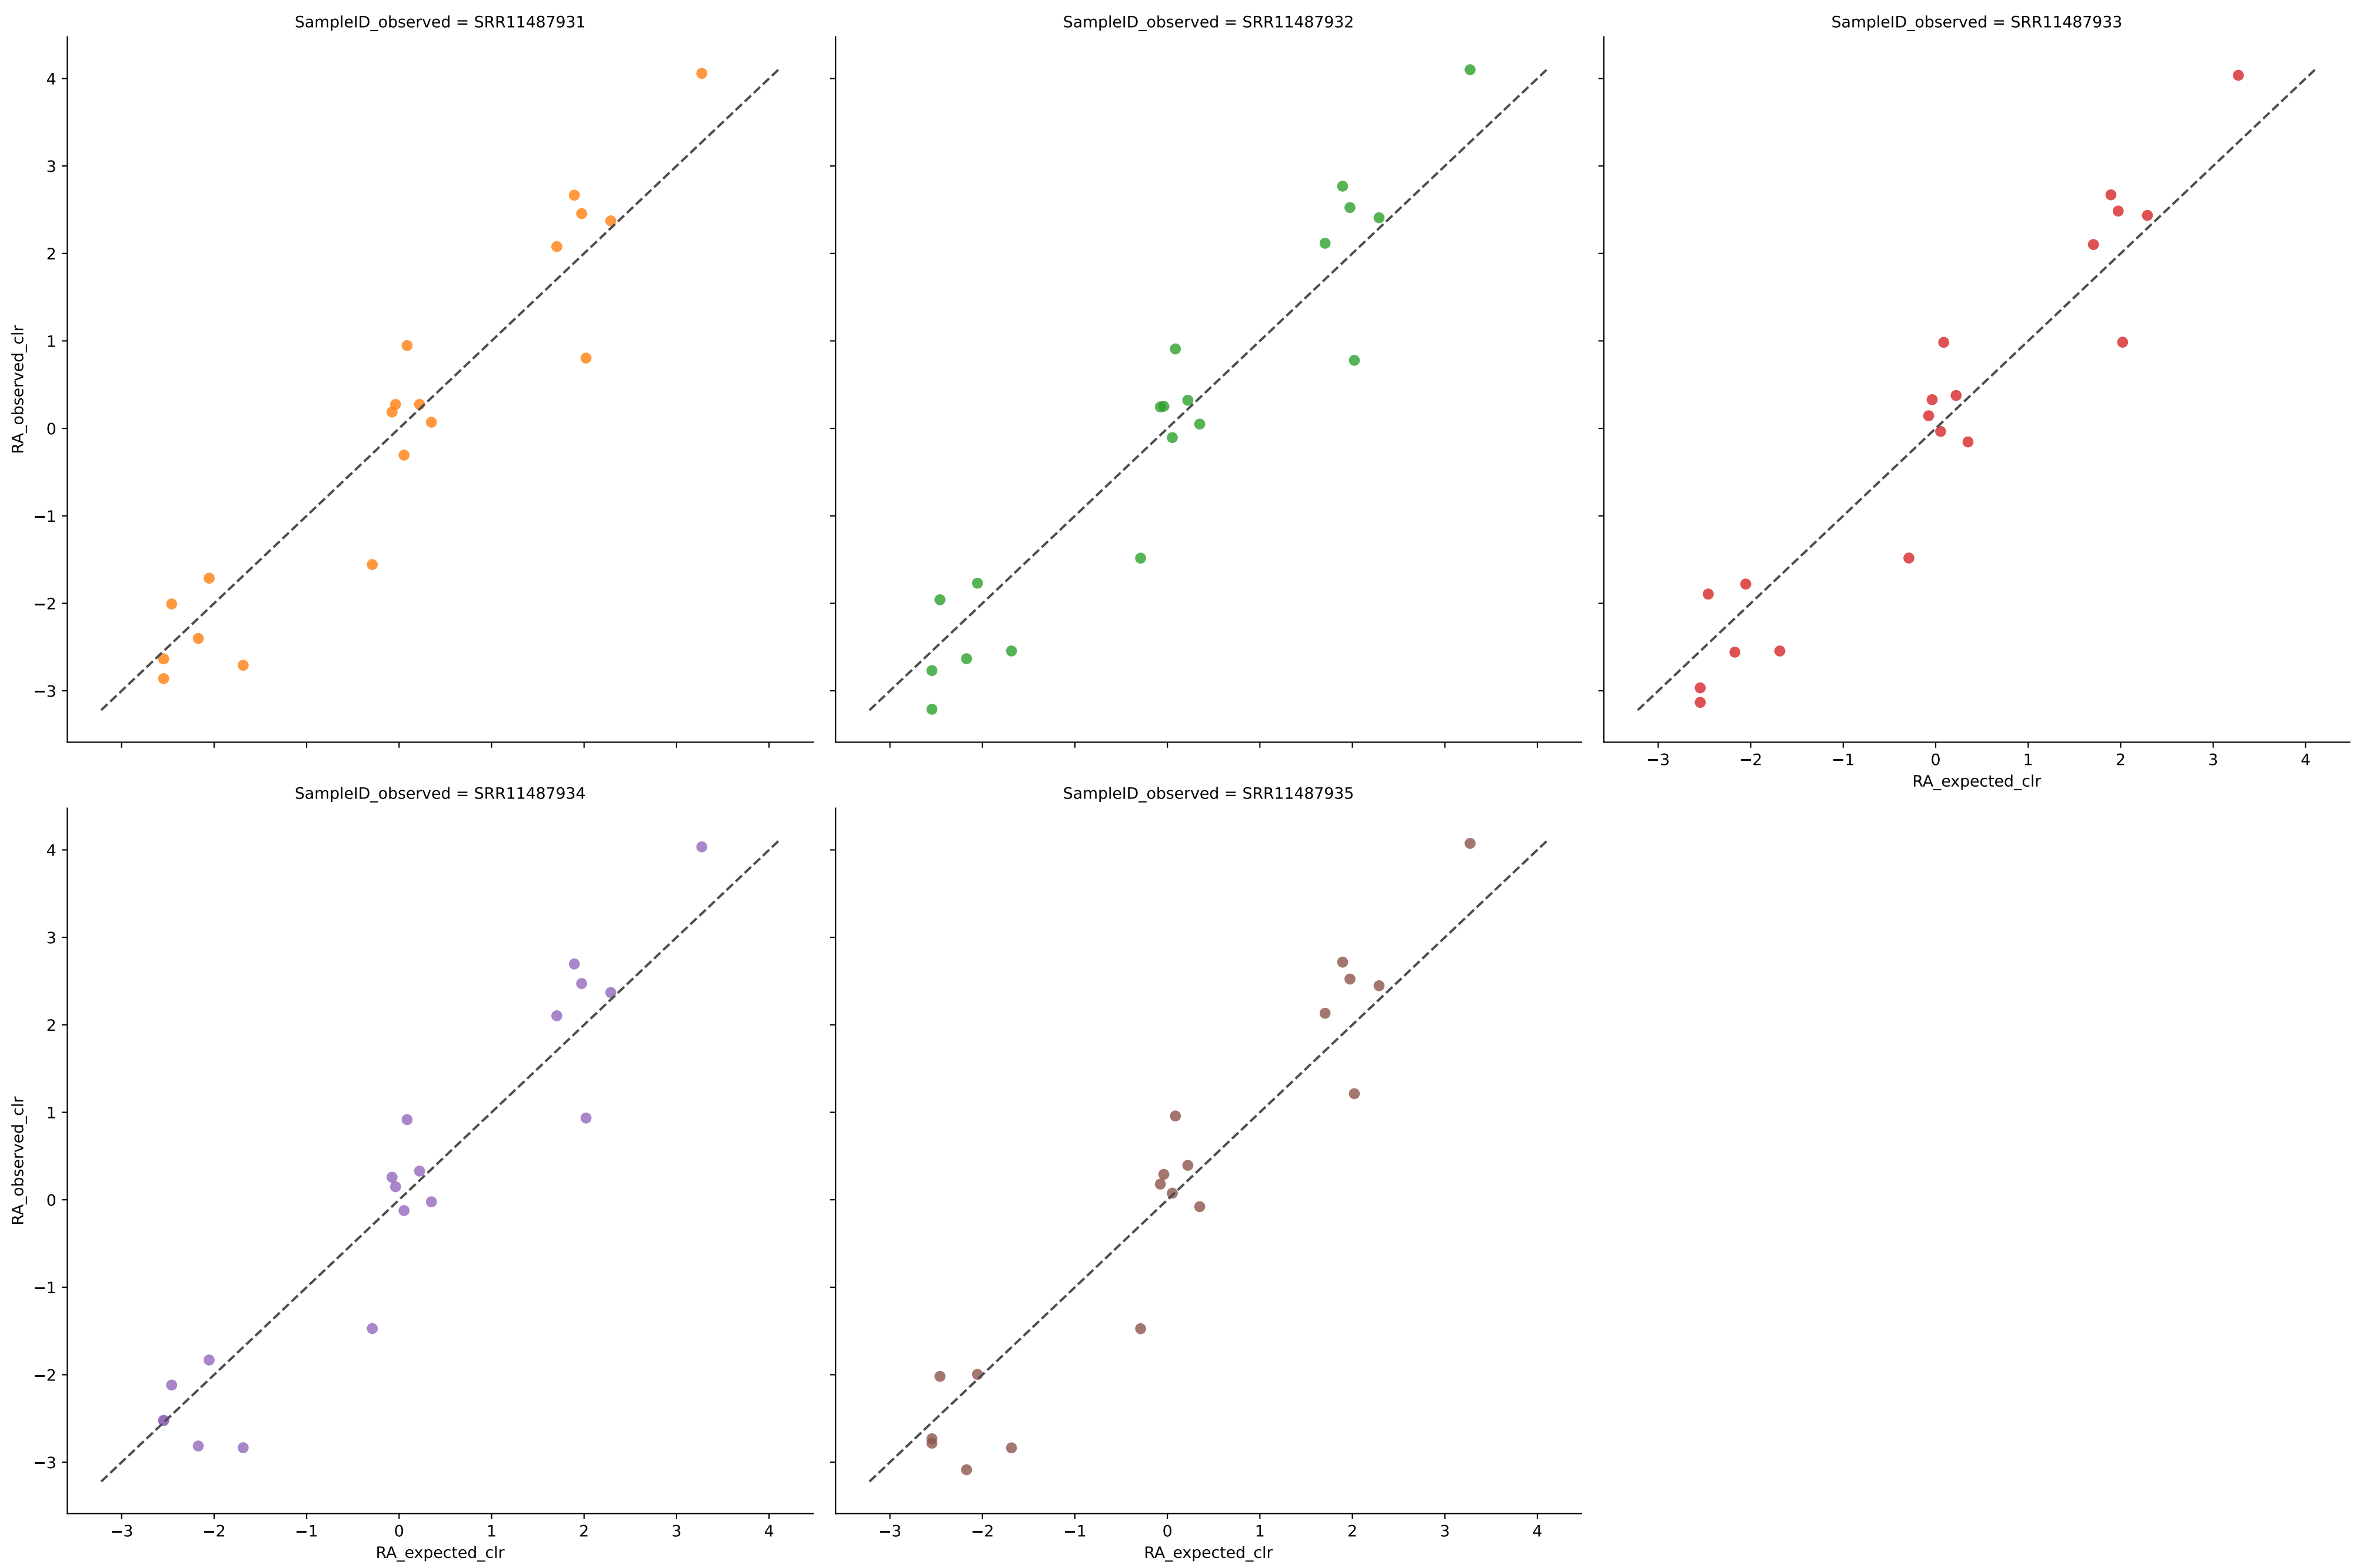 SampleID_observed = SRR11487931
SampleID_observed = SRR11487932
SampleID_observed = SRR11487933
4
3
2
1
0
−1
−2
−3
RA_observed_clr
−3 −2 −1 0 1 2 3 4
RA_expected_clr
SampleID_observed = SRR11487934
SampleID_observed = SRR11487935
4
3
2
1
0
−1
−2
−3
RA_observed_clr
−3 −2 −1 0 1 2 3 4
−3 −2 −1 0 1 2 3 4
RA_expected_clr
RA_expected_clr